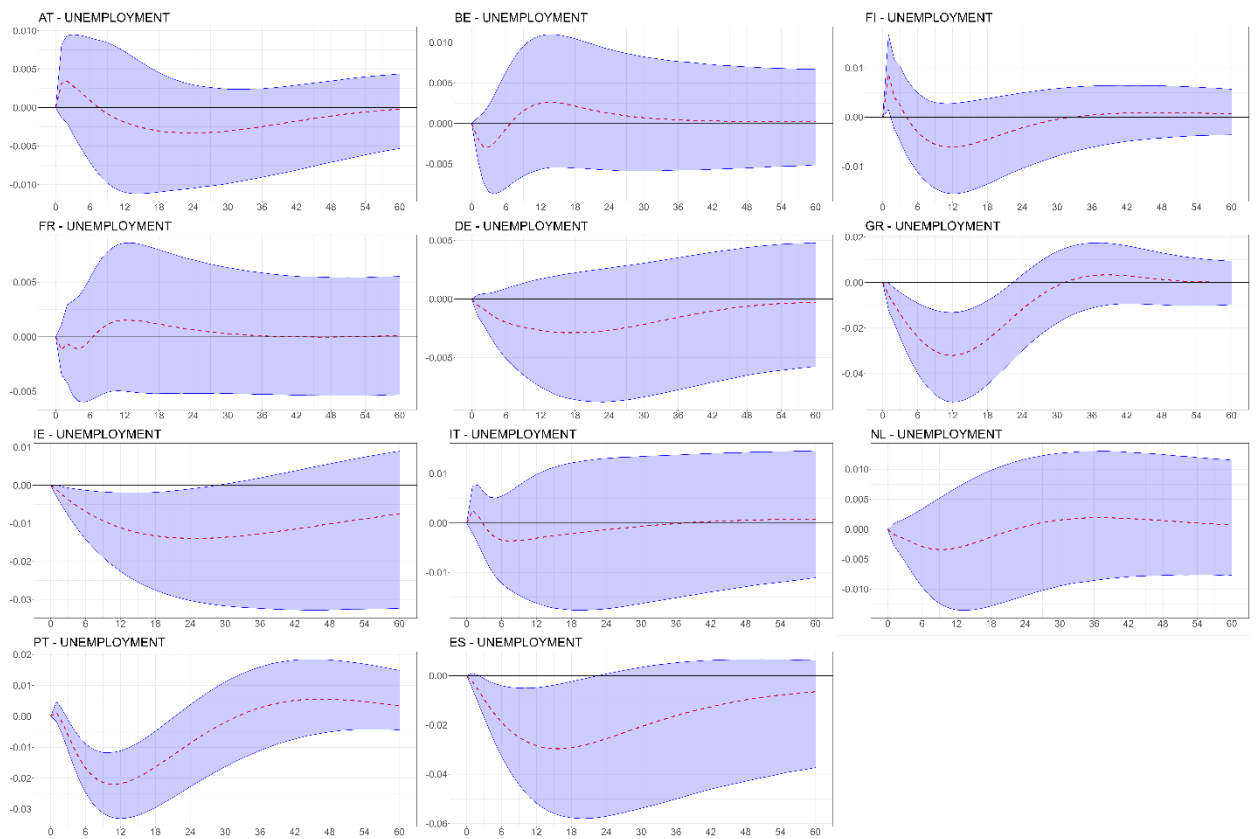 AT - UNEMPLOYMENT
0.010
0.005
0.000
-0.005
-0.010
0 6 12 18 24 30 36 42 48 54 60
BE - UNEMPLOYMENT
0.010
0.005
0.000
-0.005
0 6 12 18 24 30 36 42 48 54 60
FI - UNEMPLOYMENT
0.01
0.00
-0.01
0 6 12 18 24 30 36 42 48 54 60
FR - UNEMPLOYMENT
0.005
0.000
-0.005
0 6 12 18 24 30 36 42 48 54 60
DE - UNEMPLOYMENT
0.005
0.000
-0.005
0 6 12 18 24 30 36 42 48 54 60
GR - UNEMPLOYMENT
0.02
0.00
-0.02
-0.04
0 6 12 18 24 30 36 42 48 54 60
IE - UNEMPLOYMENT
0.01
0.00
-0.01
-0.02
-0.03
0 6 12 18 24 30 36 42 48 54 60
IT - UNEMPLOYMENT
0.01
0.00
-0.01
0 6 12 18 24 30 36 42 48 54 60
NL - UNEMPLOYMENT
0.010
0.005
0.000
-0.005
-0.010
0 6 12 18 24 30 36 42 48 54 60
PT - UNEMPLOYMENT
0.02
0.01
0.00
-0.01
-0.02
-0.03
0 6 12 18 24 30 36 42 48 54 60
ES - UNEMPLOYMENT
0.00
-0.02
-0.04
-0.06
0 6 12 18 24 30 36 42 48 54 60